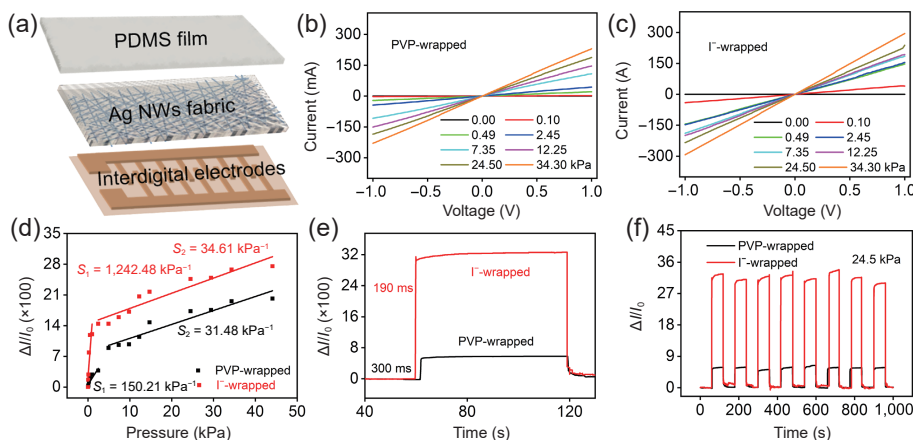 (a)
PDMS film
Ag NWs fabric
Interdigital electrodes
(b)
300
150
0
−150
−300
Current (mA)
PVP-wrapped
0.00
0.10
0.49
2.45
7.35
12.25
24.50
34.30 kPa
−1.0
−0.5
0.0
0.5
1.0
Voltage (V)
(c)
300
150
0
−150
−300
Current (A)
I⁻-wrapped
0.00
0.10
0.49
2.45
7.35
12.25
24.50
34.30 kPa
−1.0
−0.5
0.0
0.5
1.0
Voltage (V)
(d)
35
28
21
14
7
0
ΔI/I₀ (×100)
S₂ = 34.61 kPa⁻¹
S₁ = 1,242.48 kPa⁻¹
S₂ = 31.48 kPa⁻¹
S₁ = 150.21 kPa⁻¹
PVP-wrapped
I⁻-wrapped
0
10
20
30
40
50
Pressure (kPa)
(e)
32
24
16
8
0
ΔI/I₀ (×100)
I⁻-wrapped
190 ms
PVP-wrapped
300 ms
40
80
120
Time (s)
(f)
45
36
27
18
9
0
ΔI/I₀
PVP-wrapped
I⁻-wrapped
24.5 kPa
0
200
400
600
800
1,000
Time (s)